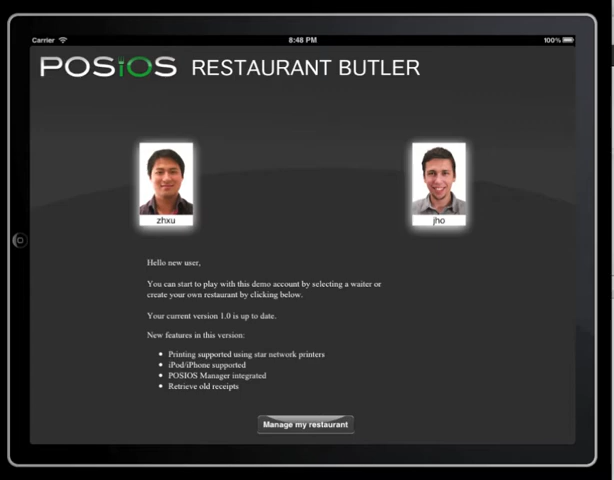 Carrier 8:48 PM 100%
POSiOS RESTAURANT BUTLER
zhxu jho
Hello new user,
You can start to play with this demo account by selecting a waiter or
create your own restaurant by clicking below.
Your current version 1.0 is up to date.
New features in this version:
• Printing supported using star network printers
• iPod/iPhone supported
• POSIOS Manager integrated
• Retrieve old receipts
Manage my restaurant